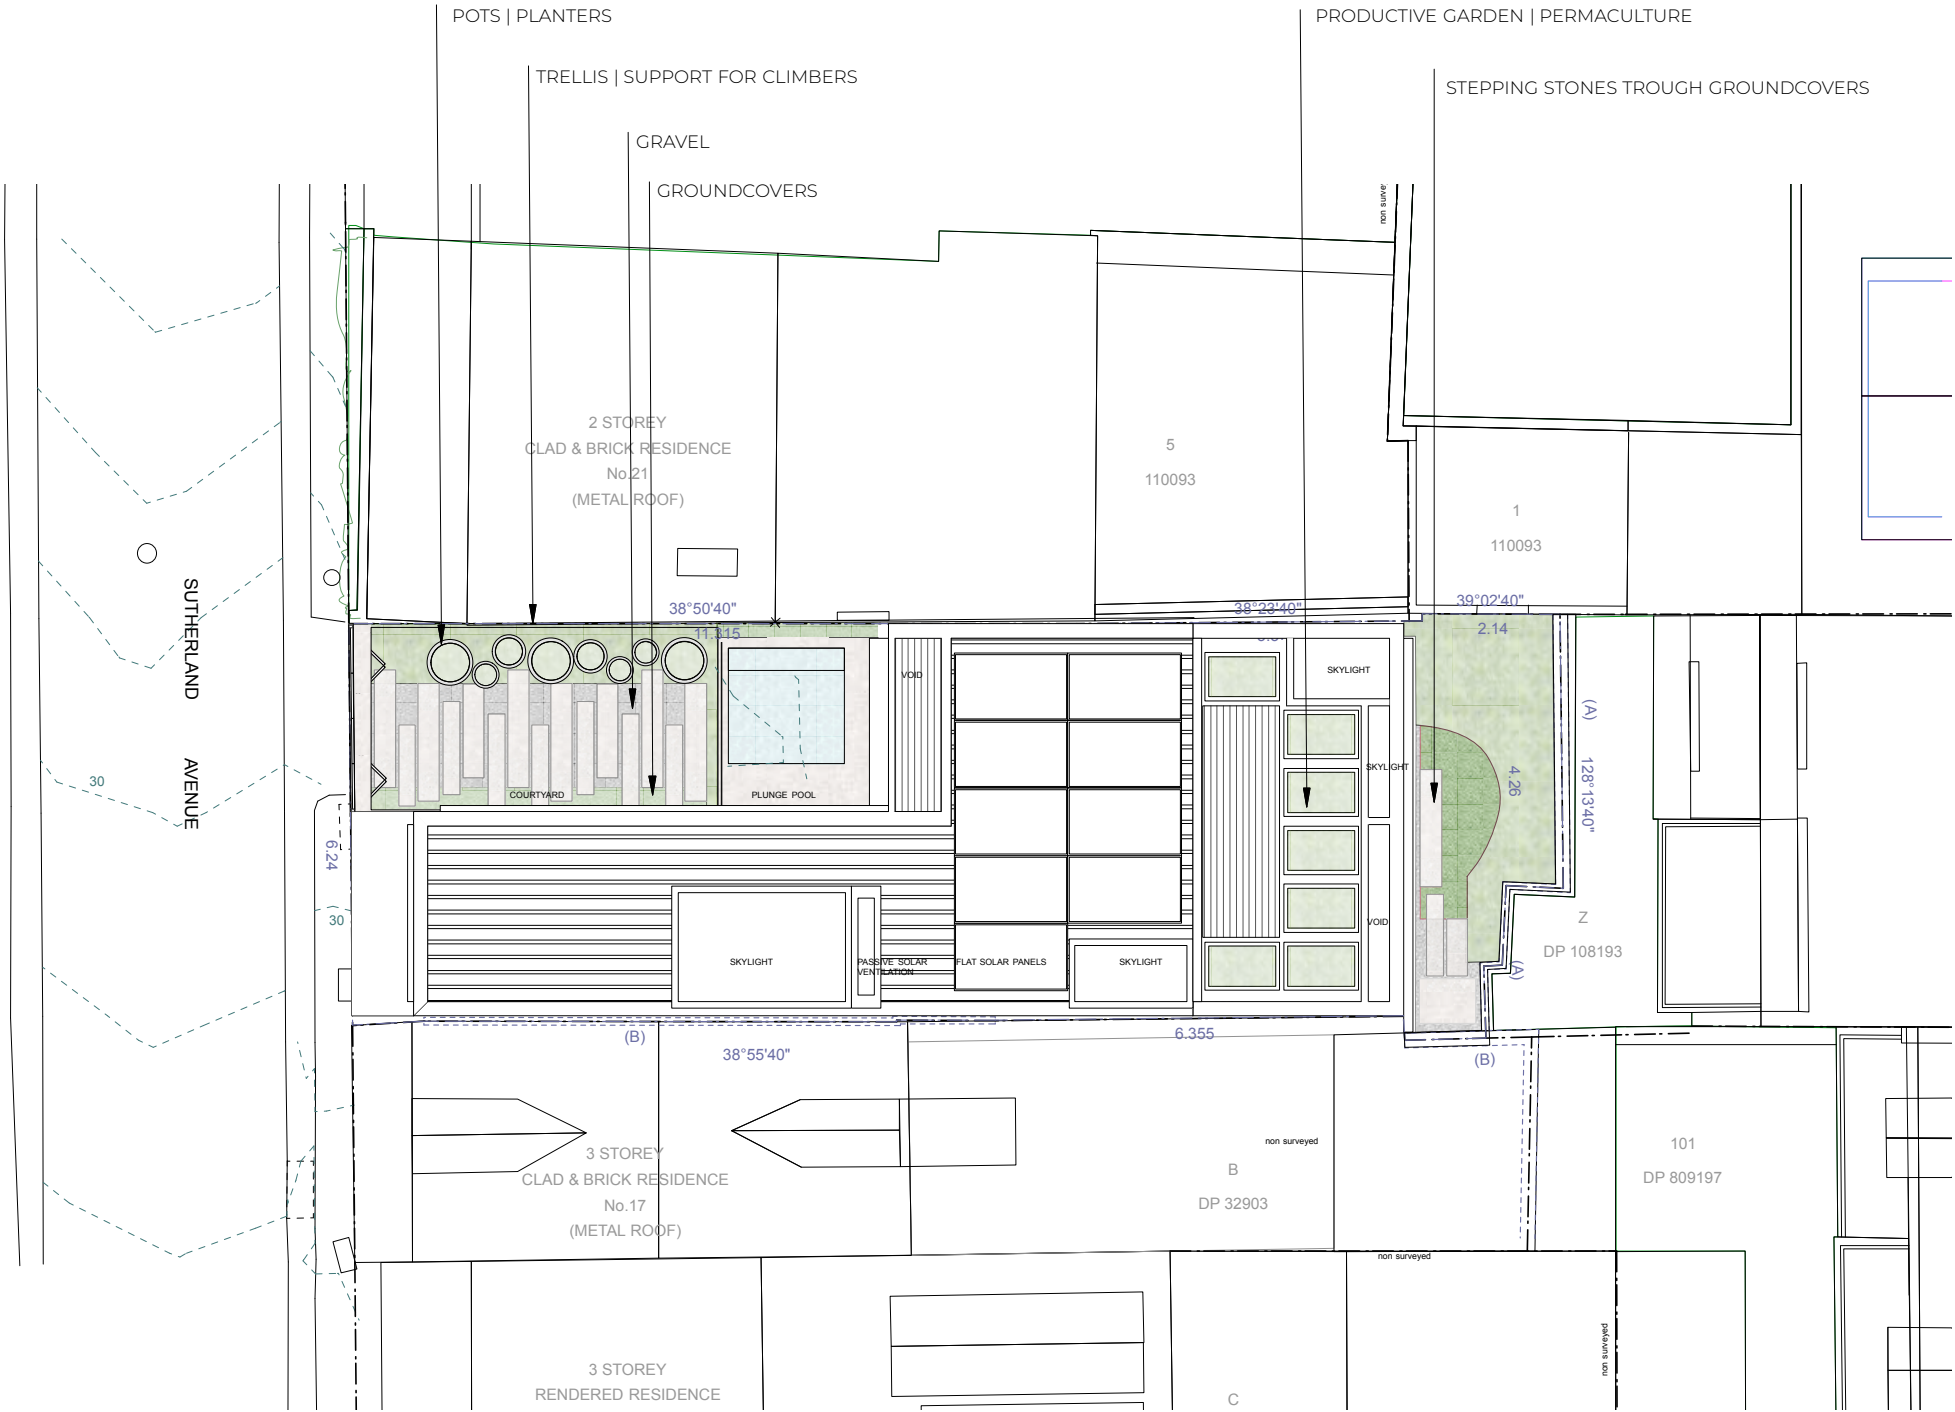 POTS | PLANTERS
PRODUCTIVE GARDEN | PERMACULTURE
TRELLIS | SUPPORT FOR CLIMBERS
STEPPING STONES TROUGH GROUNDCOVERS
GRAVEL
GROUNDCOVERS
2 STOREY
CLAD & BRICK RESIDENCE
No.21
(METAL ROOF)
5
110093
1
110093
SUTHERLAND AVENUE
38°50'40"
11.315
38°23'40"
39°02'40"
2.14
VOID
SKYLIGHT
(A)
128°13'40"
4.26
SKYLIGHT
30
COURTYARD
PLUNGE POOL
6.24
30
VOID
Z
DP 108193
(A)
SKYLIGHT
PASSIVE SOLAR
VENTILATION
FLAT SOLAR PANELS
SKYLIGHT
(B)
38°55'40"
6.355
(B)
non surveyed
3 STOREY
CLAD & BRICK RESIDENCE
No.17
(METAL ROOF)
B
DP 32903
101
DP 809197
non surveyed
non surveyed
3 STOREY
RENDERED RESIDENCE
C